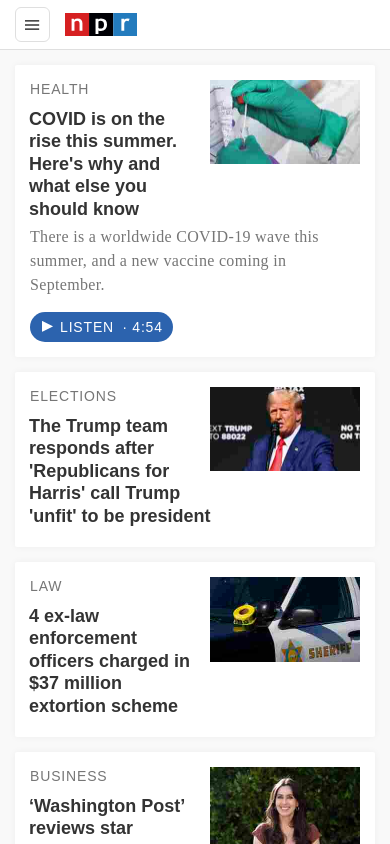 npr
HEALTH
COVID is on the
rise this summer.
Here's why and
what else you
should know
There is a worldwide COVID-19 wave this
summer, and a new vaccine coming in
September.
LISTEN · 4:54
ELECTIONS
The Trump team
responds after
'Republicans for
Harris' call Trump
'unfit' to be president
TEXT TRUMP
TO 88022
LAW
4 ex-law
enforcement
officers charged in
$37 million
extortion scheme
SHERIFF
BUSINESS
‘Washington Post’
reviews star